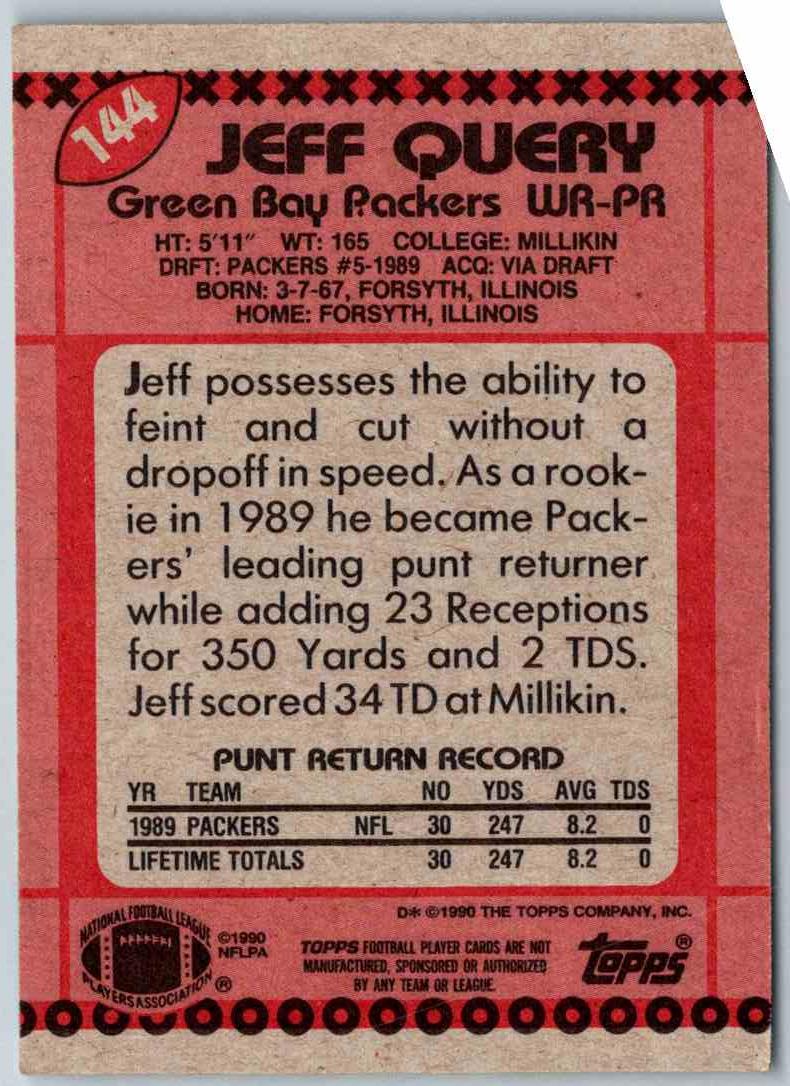 144
JEFF QUERY
Green Bay Packers WR-PR
HT: 5'11" WT: 165 COLLEGE: MILLIKIN
DRFT: PACKERS #5-1989 ACQ: VIA DRAFT
BORN: 3-7-67, FORSYTH, ILLINOIS
HOME: FORSYTH, ILLINOIS
Jeff possesses the ability to
feint and cut without a
dropoff in speed. As a rook-
ie in 1989 he became Pack-
ers' leading punt returner
while adding 23 Receptions
for 350 Yards and 2 TDS.
Jeff scored 34 TD at Millikin.
PUNT RETURN RECORD
YR TEAM NO YDS AVG TDS
1989 PACKERS NFL 30 247 8.2 0
LIFETIME TOTALS 30 247 8.2 0
D* ©1990 THE TOPPS COMPANY, INC.
NATIONAL FOOTBALL LEAGUE
PLAYERS ASSOCIATION ®
©1990
NFLPA
TOPPS FOOTBALL PLAYER CARDS ARE NOT
MANUFACTURED, SPONSORED OR AUTHORIZED
BY ANY TEAM OR LEAGUE.
topps®